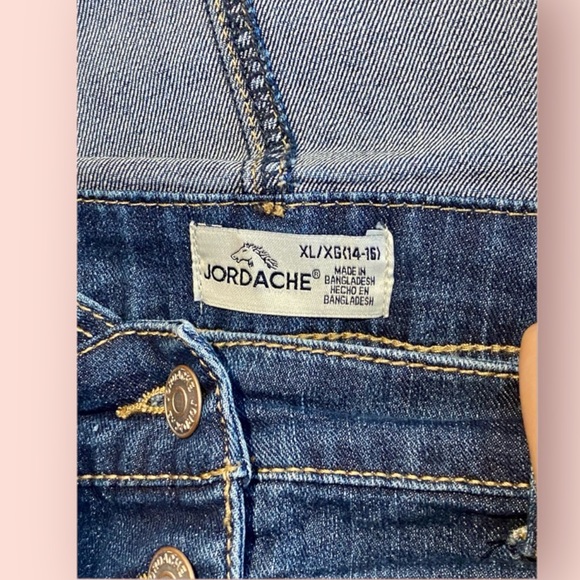 XL/XG(14-16)
JORDACHE®
MADE IN
BANGLADESH
HECHO EN
BANGLADESH